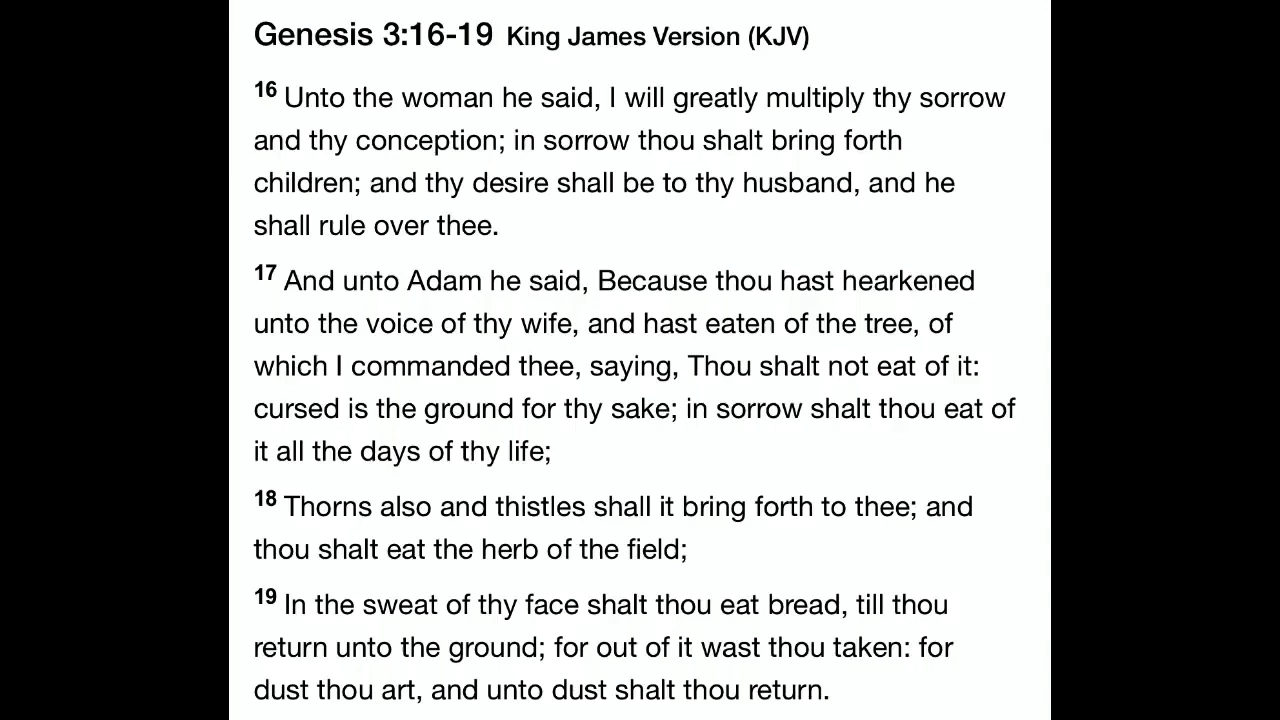 Genesis 3:16-19 King James Version (KJV)
16 Unto the woman he said, I will greatly multiply thy sorrow
and thy conception; in sorrow thou shalt bring forth
children; and thy desire shall be to thy husband, and he
shall rule over thee.
17 And unto Adam he said, Because thou hast hearkened
unto the voice of thy wife, and hast eaten of the tree, of
which I commanded thee, saying, Thou shalt not eat of it:
cursed is the ground for thy sake; in sorrow shalt thou eat of
it all the days of thy life;
18 Thorns also and thistles shall it bring forth to thee; and
thou shalt eat the herb of the field;
19 In the sweat of thy face shalt thou eat bread, till thou
return unto the ground; for out of it wast thou taken: for
dust thou art, and unto dust shalt thou return.